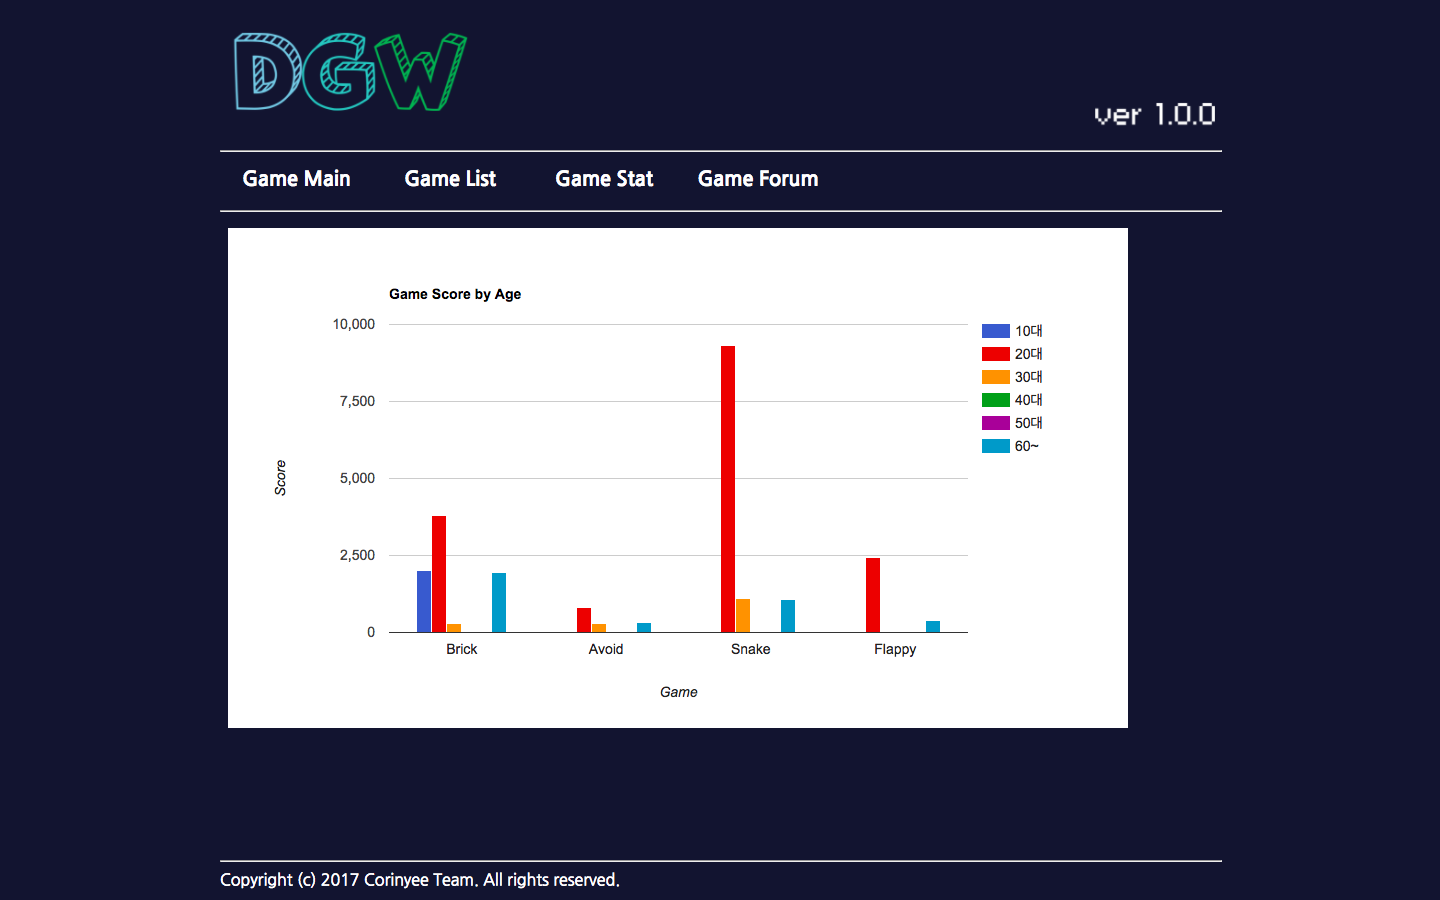 DGW
ver 1.0.0
Game Main Game List Game Stat Game Forum
Game Score by Age
10,000
7,500
5,000
2,500
0
Score
Brick Avoid Snake Flappy
Game
10대
20대
30대
40대
50대
60~
Copyright (c) 2017 Corinyee Team. All rights reserved.